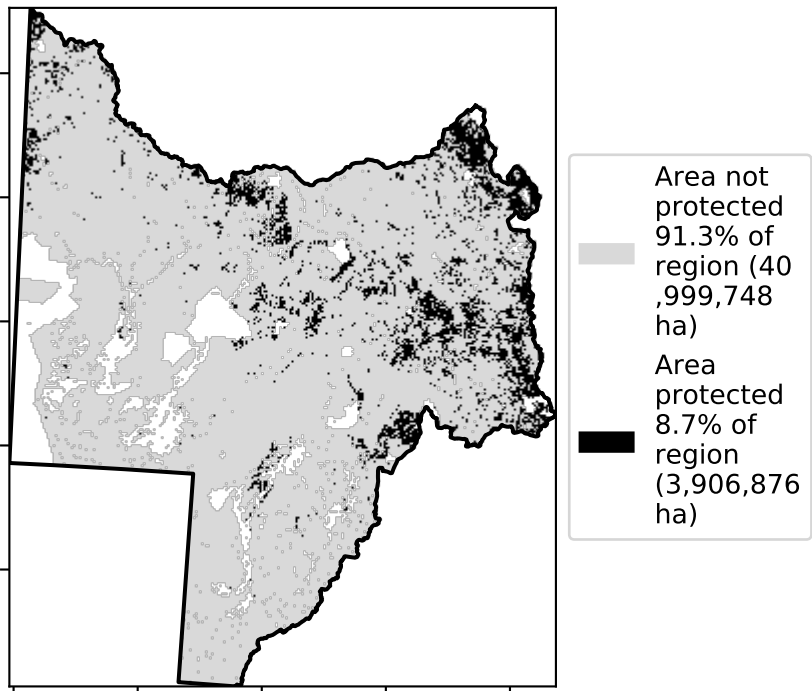 Area not
protected
91.3% of
region (40
,999,748
ha)
Area
protected
8.7% of
region
(3,906,876
ha)